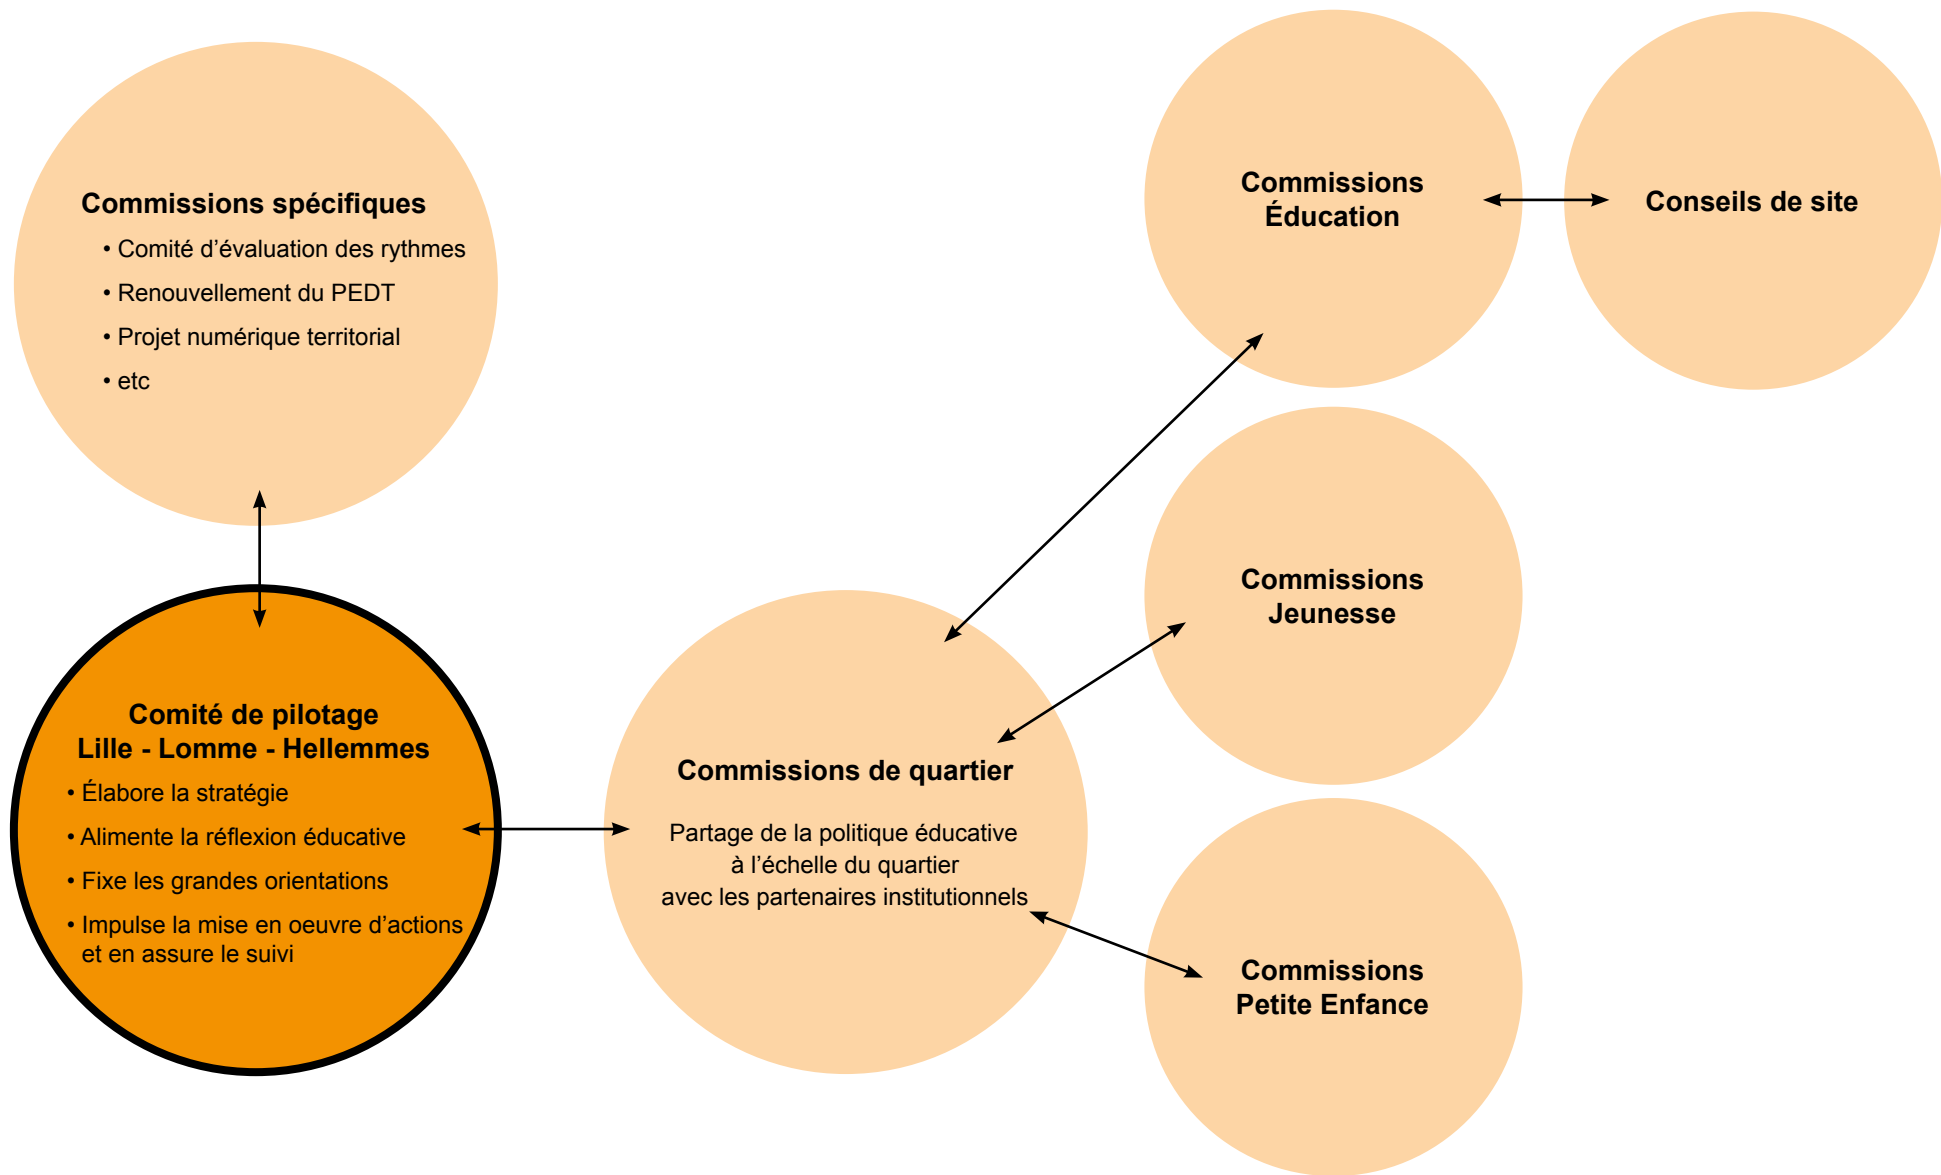 Commissions spécifiques
• Comité d’évaluation des rythmes
• Renouvellement du PEDT
• Projet numérique territorial
• etc
Comité de pilotage
Lille - Lomme - Hellemmes
• Élabore la stratégie
• Alimente la réflexion éducative
• Fixe les grandes orientations
• Impulse la mise en oeuvre d’actions
et en assure le suivi
Commissions de quartier
Partage de la politique éducative
à l’échelle du quartier
avec les partenaires institutionnels
Commissions
Éducation
Conseils de site
Commissions
Jeunesse
Commissions
Petite Enfance